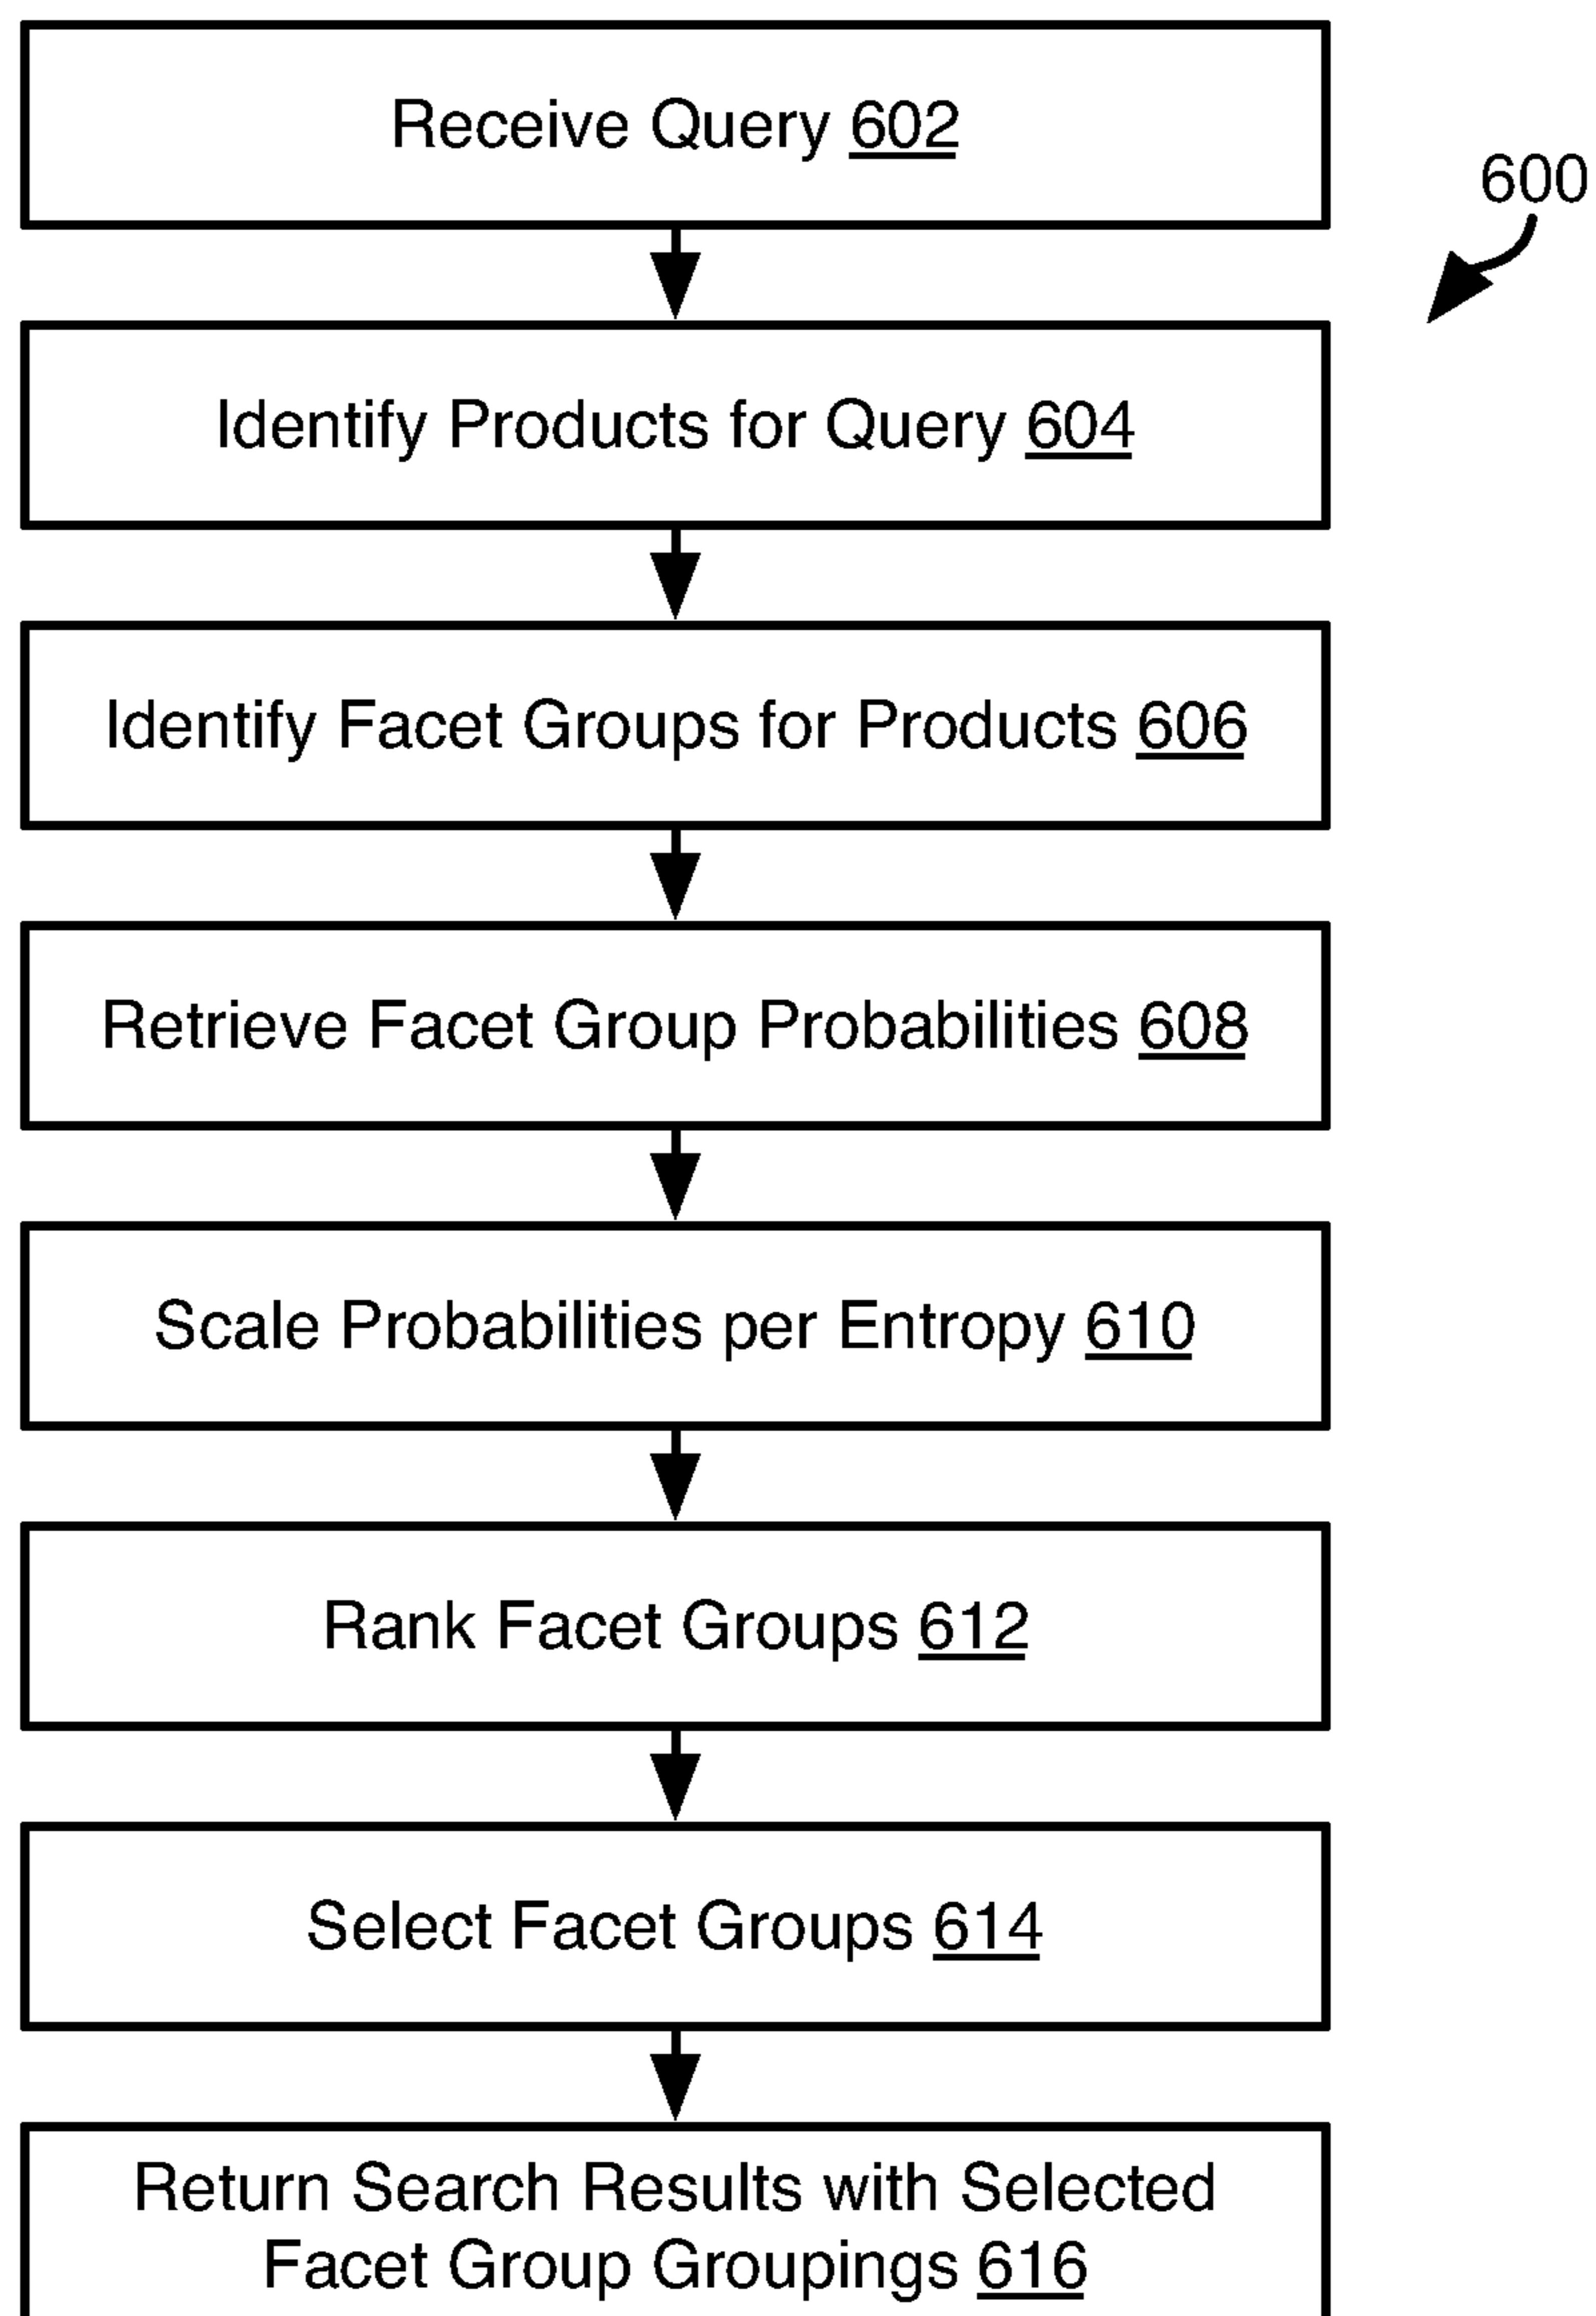 Receive Query 602
600
Identify Products for Query 604
Identify Facet Groups for Products 606
Retrieve Facet Group Probabilities 608
Scale Probabilities per Entropy 610
Rank Facet Groups 612
Select Facet Groups 614
Return Search Results with Selected
Facet Group Groupings 616